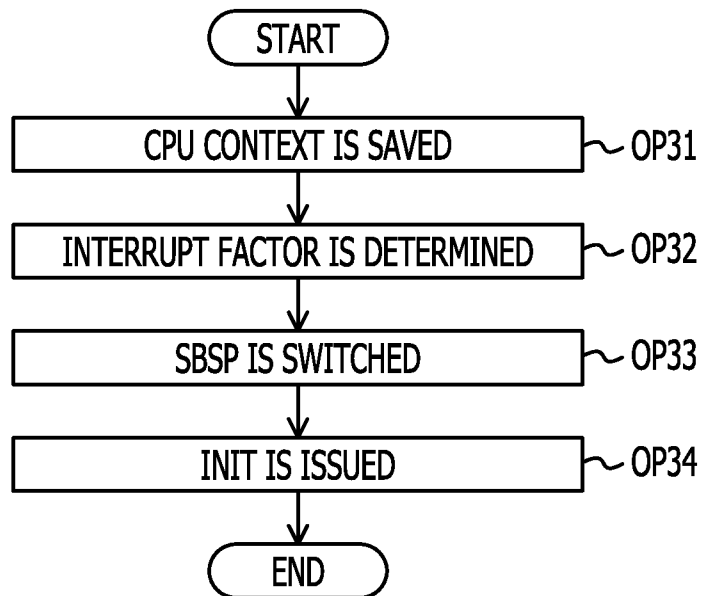 START
CPU CONTEXT IS SAVED
OP31
INTERRUPT FACTOR IS DETERMINED
OP32
SBSP IS SWITCHED
OP33
INIT IS ISSUED
OP34
END